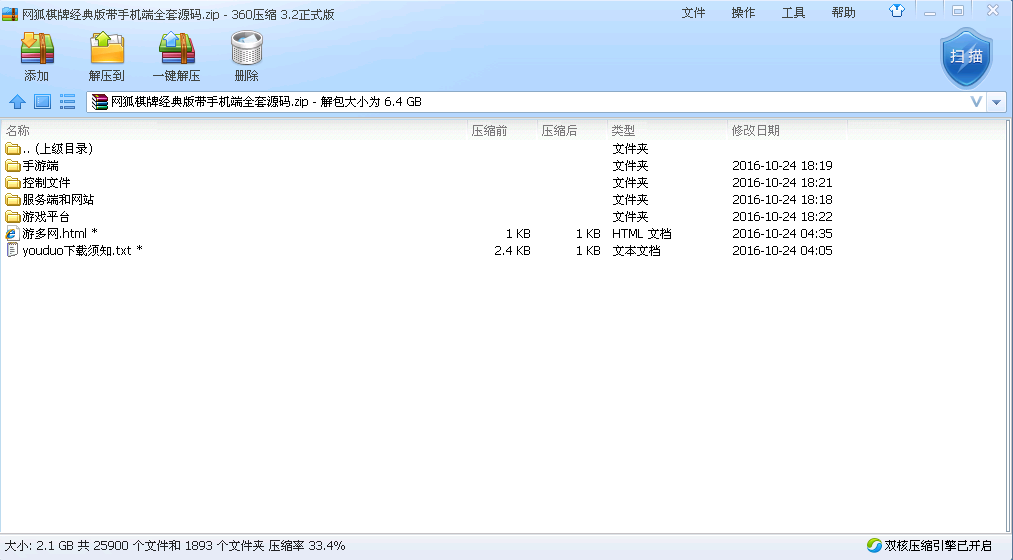 网狐棋牌经典版带手机端全套源码.zip - 360压缩 3.2正式版
文件 操作 工具 帮助
添加 解压到 一键解压 删除
扫描
网狐棋牌经典版带手机端全套源码.zip - 解包大小为 6.4 GB
名称 压缩前 压缩后 类型 修改日期
.. (上级目录) 文件夹
手游端 文件夹 2016-10-24 18:19
控制文件 文件夹 2016-10-24 18:21
服务端和网站 文件夹 2016-10-24 18:18
游戏平台 文件夹 2016-10-24 18:22
游多网.html * 1 KB 1 KB HTML 文档 2016-10-24 04:35
youduo下载须知.txt * 2.4 KB 1 KB 文本文档 2016-10-24 04:05
大小: 2.1 GB 共 25900 个文件和 1893 个文件夹 压缩率 33.4% 双核压缩引擎已开启